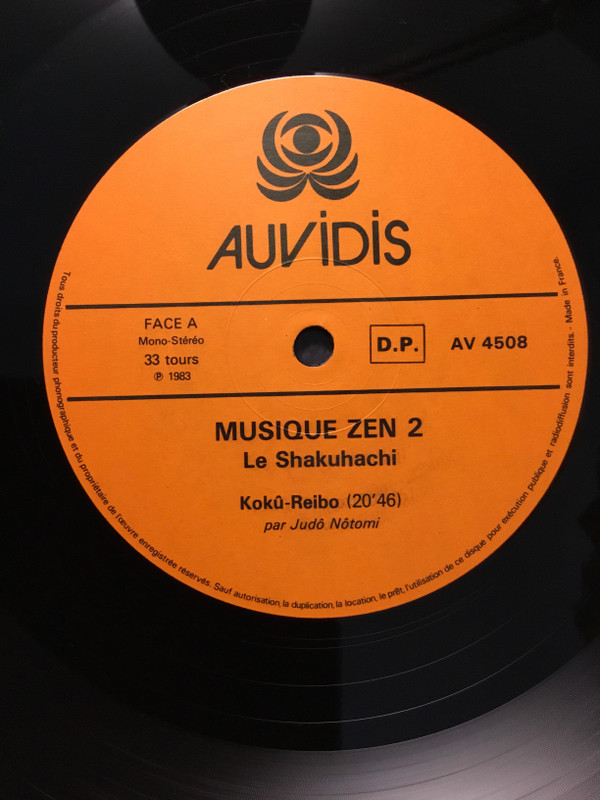 AUViDiS
FACE A
Mono-Stéréo
33 tours
℗ 1983
D.P.
AV 4508
MUSIQUE ZEN 2
Le Shakuhachi
Kokû-Reibo (20'46)
par Judô Nôtomi
Tous droits du producteur phonographique et du propriétaire de l'œuvre enregistrée réservés. Sauf autorisation, la duplication, la location, le prêt, l'utilisation de ce disque pour exécution publique et radiodiffusion sont interdits. - Made in France.